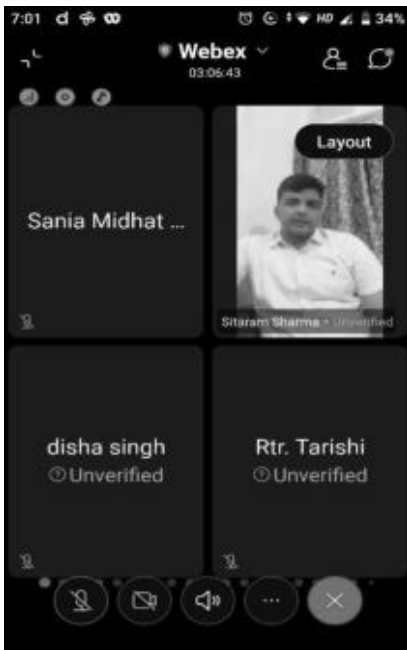 7:01 HD 34%
Webex
03:06:43
Layout
Sania Midhat ...
Sitaram Sharma • Unverified
disha singh
Unverified
Rtr. Tarishi
Unverified